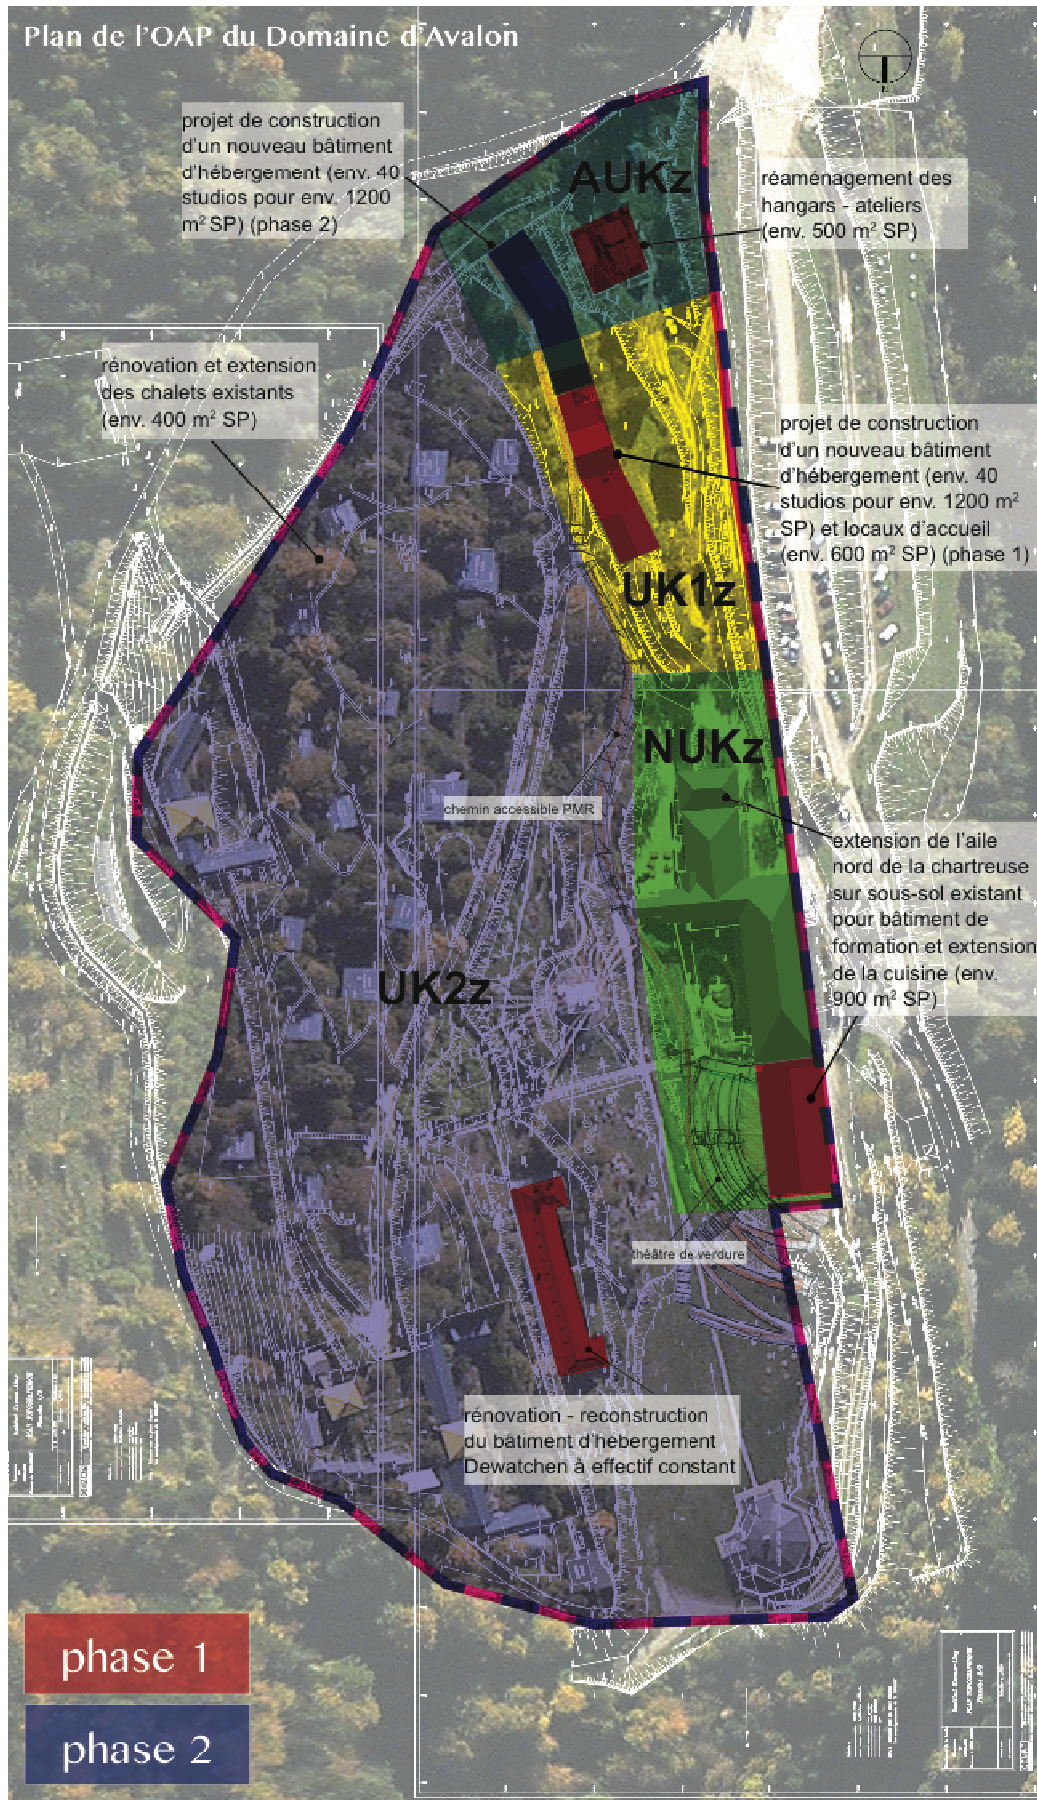 Plan de l'OAP du Domaine d'Avalon
projet de construction
d'un nouveau bâtiment
d'hébergement (env. 40
studios pour env. 1200
m² SP) (phase 2)
AUKz
réaménagement des
hangars - ateliers
(env. 500 m² SP)
rénovation et extension
des chalets existants
(env. 400 m² SP)
projet de construction
d'un nouveau bâtiment
d'hébergement (env. 40
studios pour env. 1200 m²
SP) et locaux d'accueil
(env. 600 m² SP) (phase 1)
UK1z
NUKz
chemin accessible PMR
extension de l'aile
nord de la chartreuse
sur sous-sol existant
pour bâtiment de
formation et extension
de la cuisine (env.
900 m² SP)
UK2z
théâtre de verdure
rénovation - reconstruction
du bâtiment d'hébergement
Dewatchen à effectif constant
phase 1
phase 2